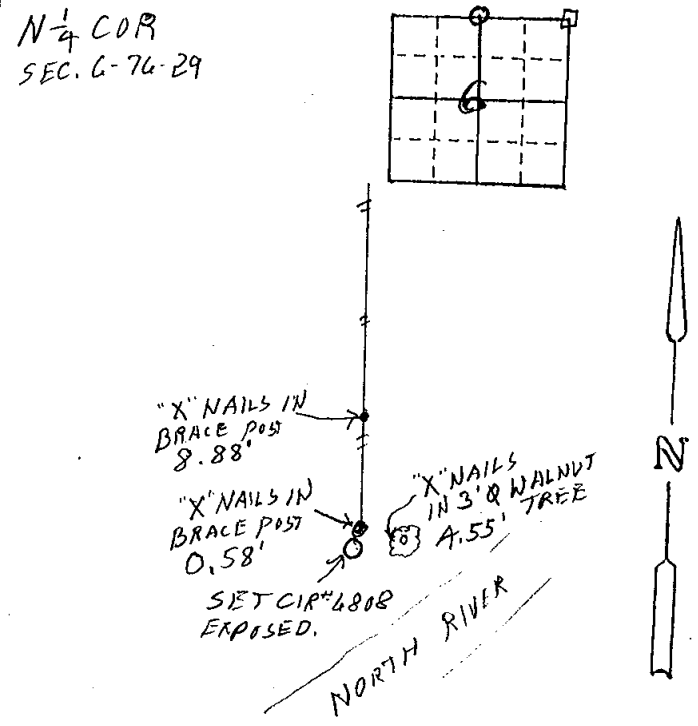 N 1/4 COR
SEC. 6-76-29
6
"X" NAILS IN
BRACE POST
8.88'
"X" NAILS IN
BRACE POST
0.58'
"X" NAILS
IN 3' Q WALNUT
TREE
4.55'
SET CIR #4808
EXPOSED.
NORTH RIVER
N